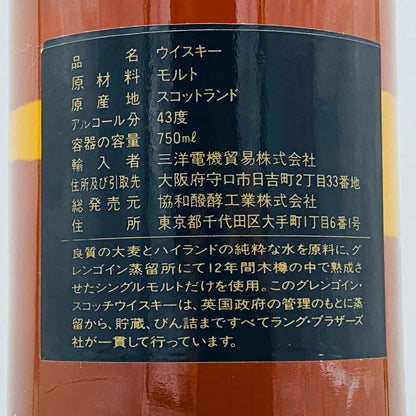 品名 ウイスキー
原材料 モルト
原産地 スコットランド
アルコール分 43度
容器の容量 750mℓ
輸入者 三洋電機貿易株式会社
住所及び引取先 大阪府守口市日吉町2丁目33番地
総発売元 協和醱酵工業株式会社
住所 東京都千代田区大手町1丁目6番1号
良質の大麦とハイランドの純粋な水を原料に、グ
レンゴイン蒸留所にて12年間木樽の中で熟成さ
せたシングルモルトだけを使用。このグレンゴイン・
スコッチウイスキーは、英国政府の管理のもとに蒸
留から、貯蔵、びん詰まですべてラング・ブラザーズ
社が一貫して行っています。